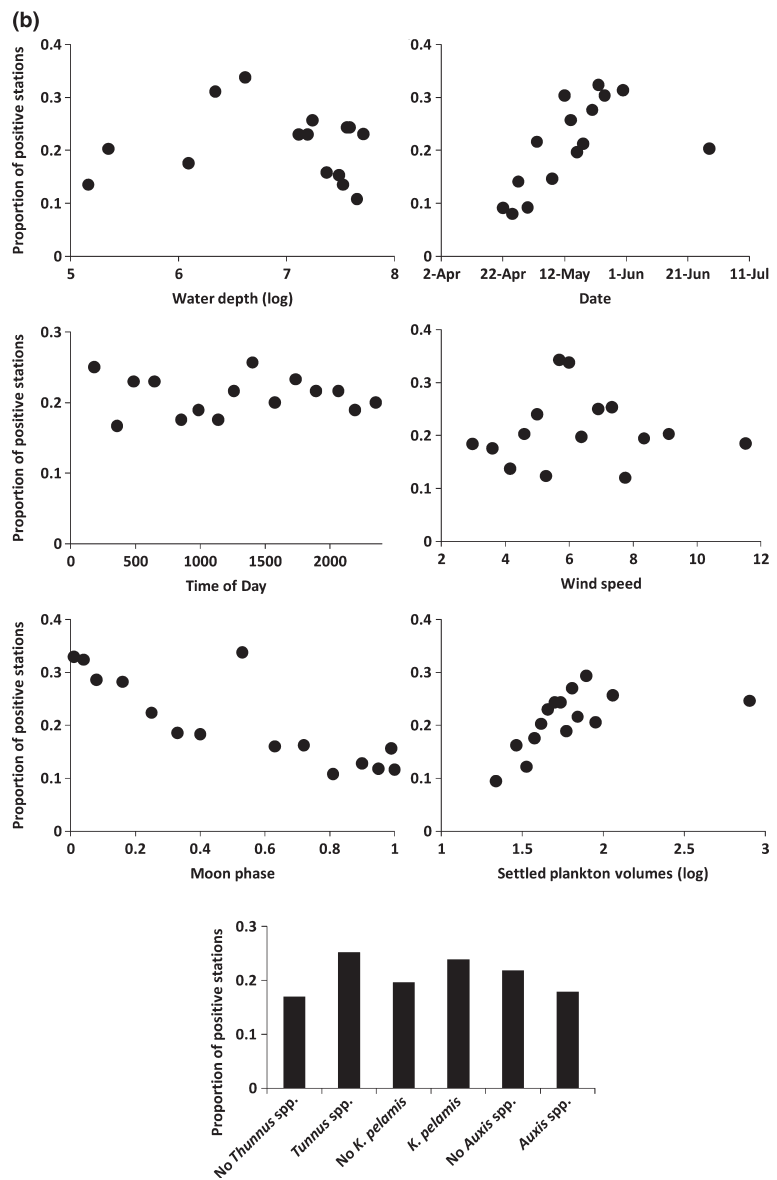 (b)
Proportion of positive stations
0.4
0.3
0.2
0.1
0
5 6 7 8
Water depth (log)
0.4
0.3
0.2
0.1
0
2-Apr 22-Apr 12-May 1-Jun 21-Jun 11-Jul
Date
Proportion of positive stations
0.3
0.2
0.1
0
0 500 1000 1500 2000
Time of Day
0.4
0.3
0.2
0.1
0
2 4 6 8 10 12
Wind speed
Proportion of positive stations
0.4
0.3
0.2
0.1
0
0 0.2 0.4 0.6 0.8 1
Moon phase
0.4
0.3
0.2
0.1
0
1 1.5 2 2.5 3
Settled plankton volumes (log)
Proportion of positive stations
0.3
0.2
0.1
0
No Thunnus spp.
Tunnus spp.
No K. pelamis
K. pelamis
No Auxis spp.
Auxis spp.